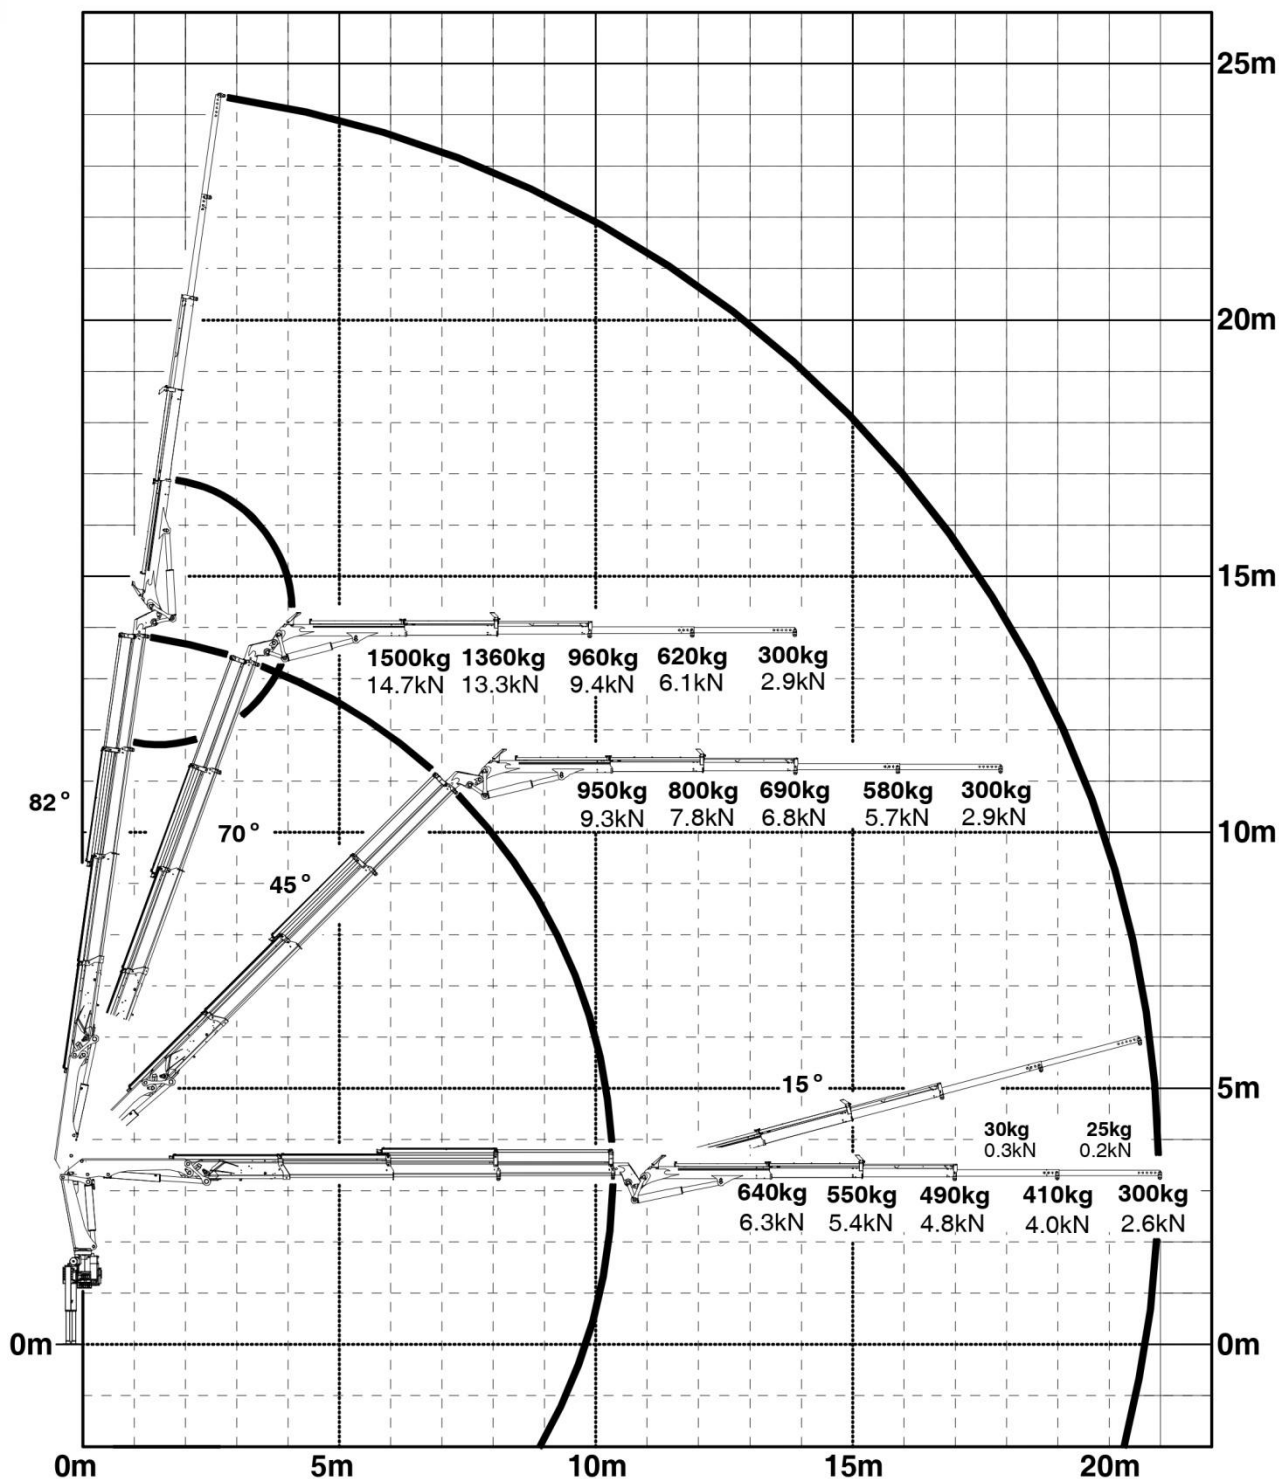 25m
20m
15m
1500kg 1360kg 960kg 620kg 300kg
14.7kN 13.3kN 9.4kN 6.1kN 2.9kN
950kg 800kg 690kg 580kg 300kg
9.3kN 7.8kN 6.8kN 5.7kN 2.9kN
82°
70°
10m
45°
15°
5m
30kg 25kg
0.3kN 0.2kN
640kg 550kg 490kg 410kg 300kg
6.3kN 5.4kN 4.8kN 4.0kN 2.6kN
0m 0m
0m 5m 10m 15m 20m